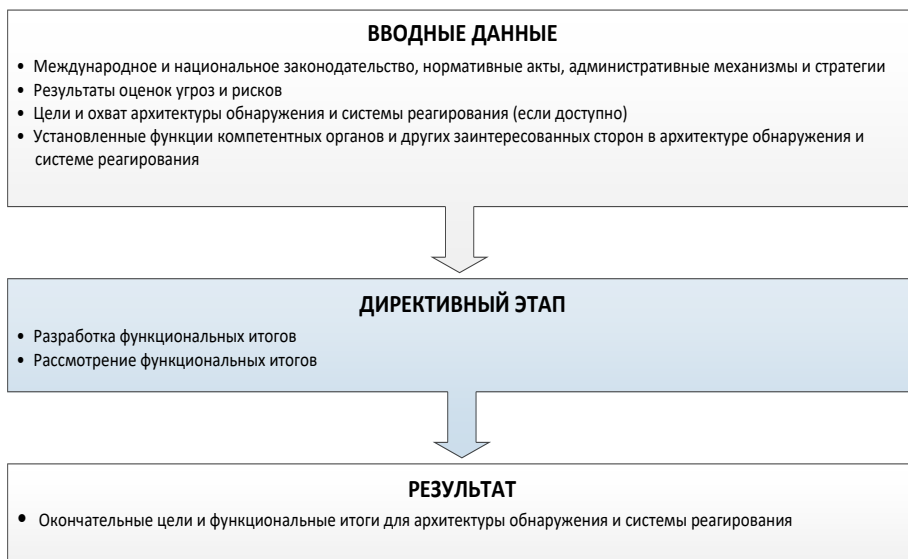 ВВОДНЫЕ ДАННЫЕ
• Международное и национальное законодательство, нормативные акты, административные механизмы и стратегии
• Результаты оценок угроз и рисков
• Цели и охват архитектуры обнаружения и системы реагирования (если доступно)
• Установленные функции компетентных органов и других заинтересованных сторон в архитектуре обнаружения и
системе реагирования
ДИРЕКТИВНЫЙ ЭТАП
• Разработка функциональных итогов
• Рассмотрение функциональных итогов
РЕЗУЛЬТАТ
• Окончательные цели и функциональные итоги для архитектуры обнаружения и системы реагирования